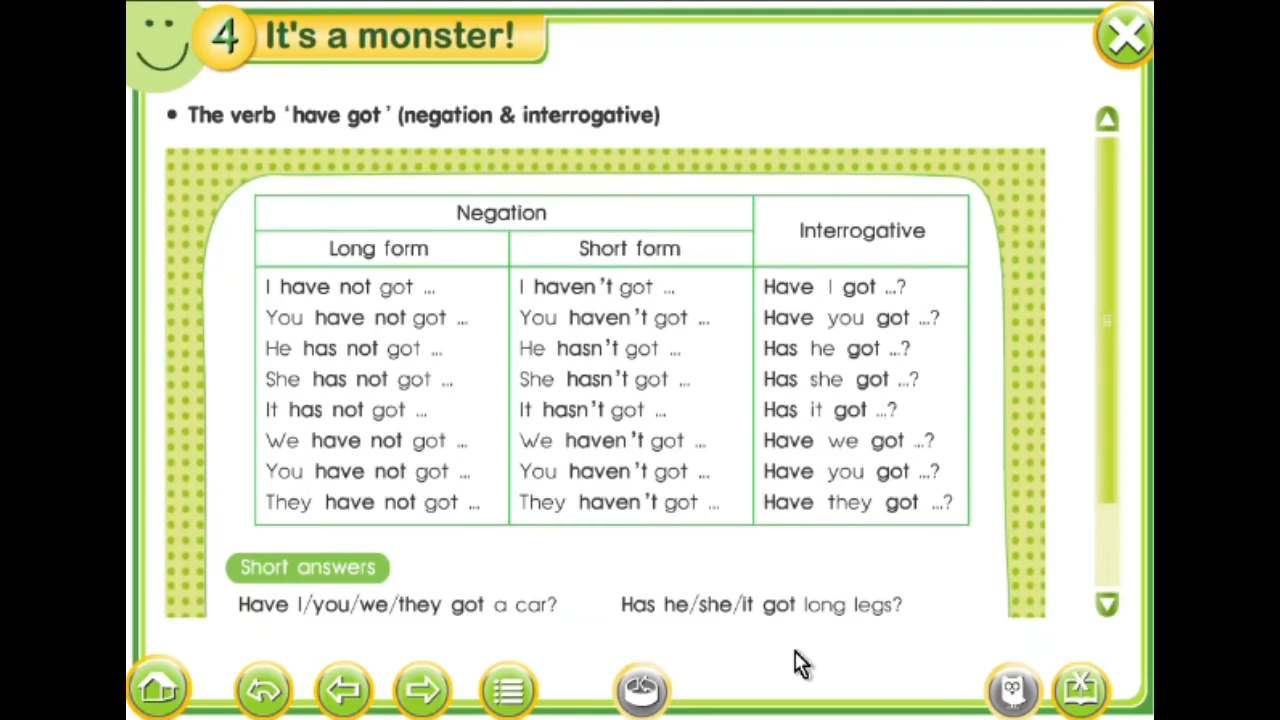 4 It's a monster!
• The verb ‘have got’ (negation & interrogative)
Negation
Interrogative
Long form
Short form
I have not got ...
I haven’t got ...
Have I got ...?
You have not got ...
You haven’t got ...
Have you got ...?
He has not got ...
He hasn’t got ...
Has he got ...?
She has not got ...
She hasn’t got ...
Has she got ...?
It has not got ...
It hasn’t got ...
Has it got ...?
We have not got ...
We haven’t got ...
Have we got ...?
You have not got ...
You haven’t got ...
Have you got ...?
They have not got ...
They haven’t got ...
Have they got ...?
Short answers
Have I/you/we/they got a car?
Has he/she/it got long legs?